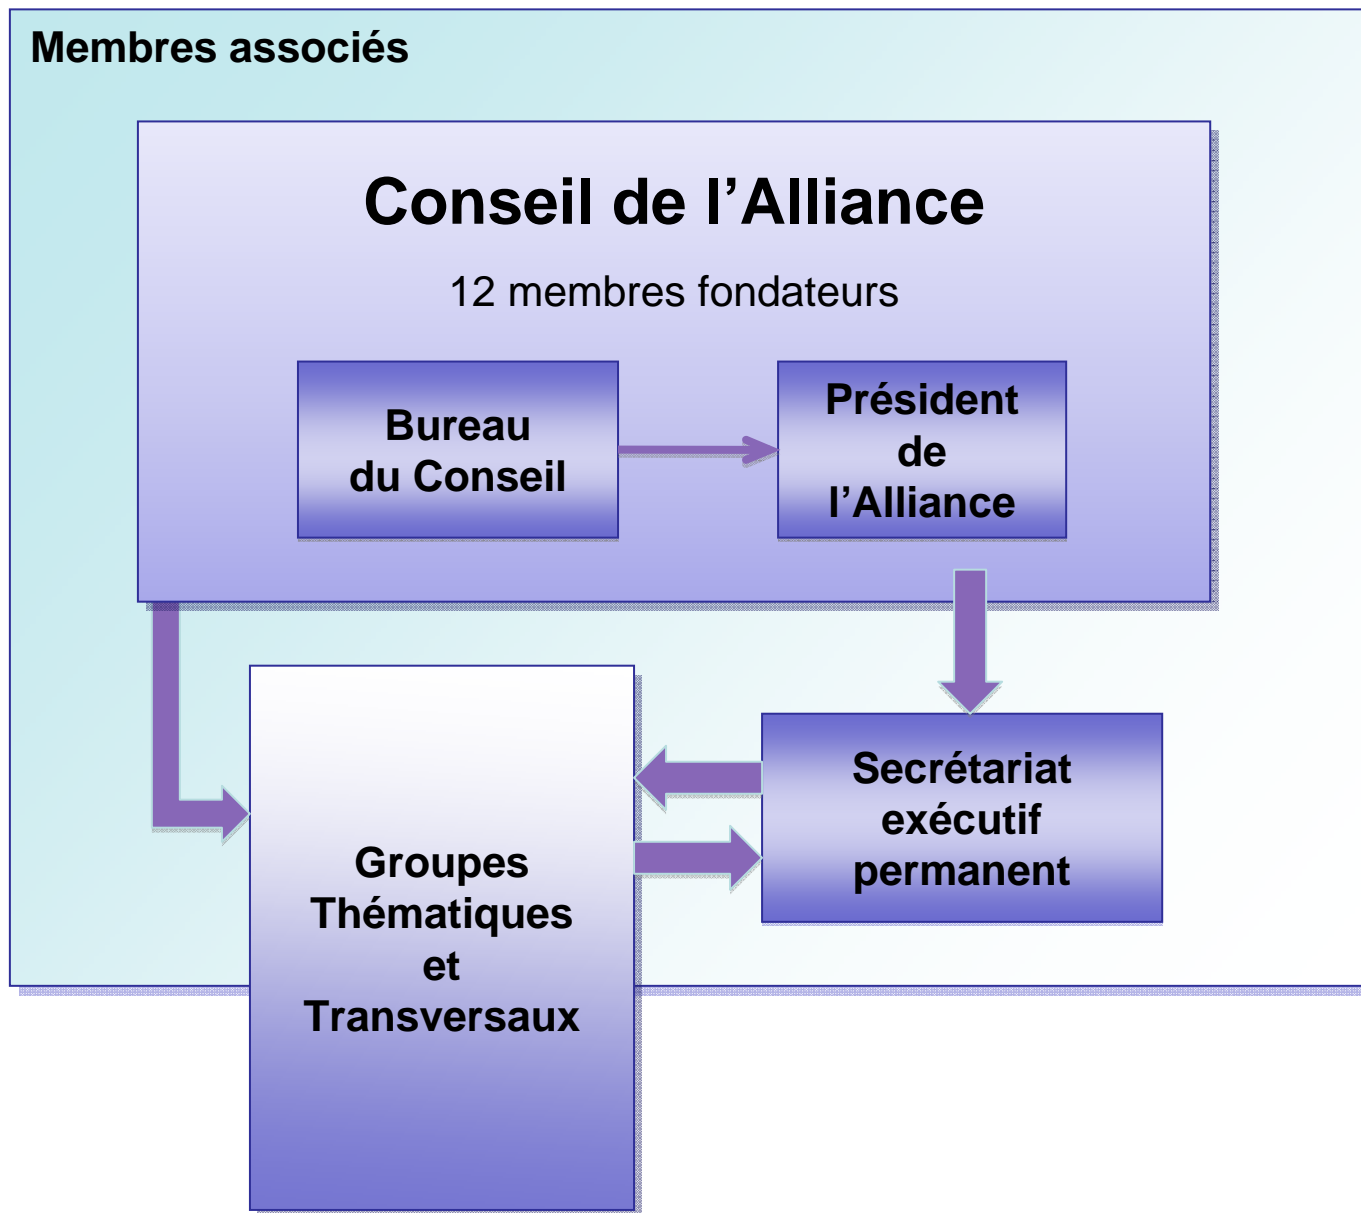 Membres associés
Conseil de l’Alliance
12 membres fondateurs
Bureau
du Conseil
Président
de
l’Alliance
Groupes
Thématiques
et
Transversaux
Secrétariat
exécutif
permanent